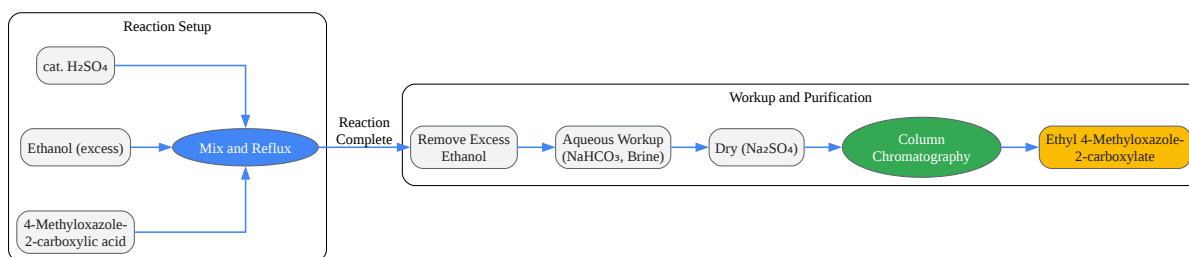 Reaction Setup
cat. H₂SO₄
Ethanol (excess)
Mix and Reflux
4-Methyloxazole-
2-carboxylic acid
Reaction
Complete
Workup and Purification
Remove Excess
Ethanol
Aqueous Workup
(NaHCO₃, Brine)
Dry (Na₂SO₄)
Column
Chromatography
Ethyl 4-Methyloxazole-
2-carboxylate